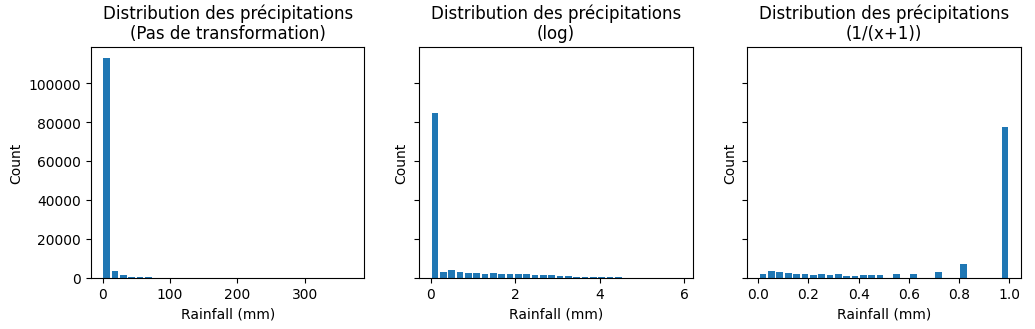 Distribution des précipitations
(Pas de transformation)
Count
100000
80000
60000
40000
20000
0
0 100 200 300
Rainfall (mm)
Distribution des précipitations
(log)
Count
0 2 4 6
Rainfall (mm)
Distribution des précipitations
(1/(x+1))
Count
0.0 0.2 0.4 0.6 0.8 1.0
Rainfall (mm)